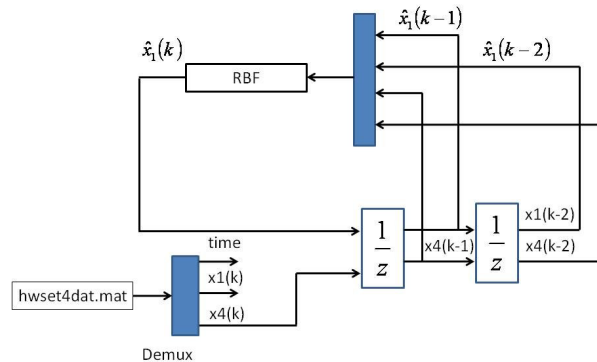 x̂₁(k-1)
x̂₁(k)
x̂₁(k-2)
RBF
1/z
1/z
x1(k-2)
x4(k-1)
x4(k-2)
time
x1(k)
hwset4dat.mat
x4(k)
Demux